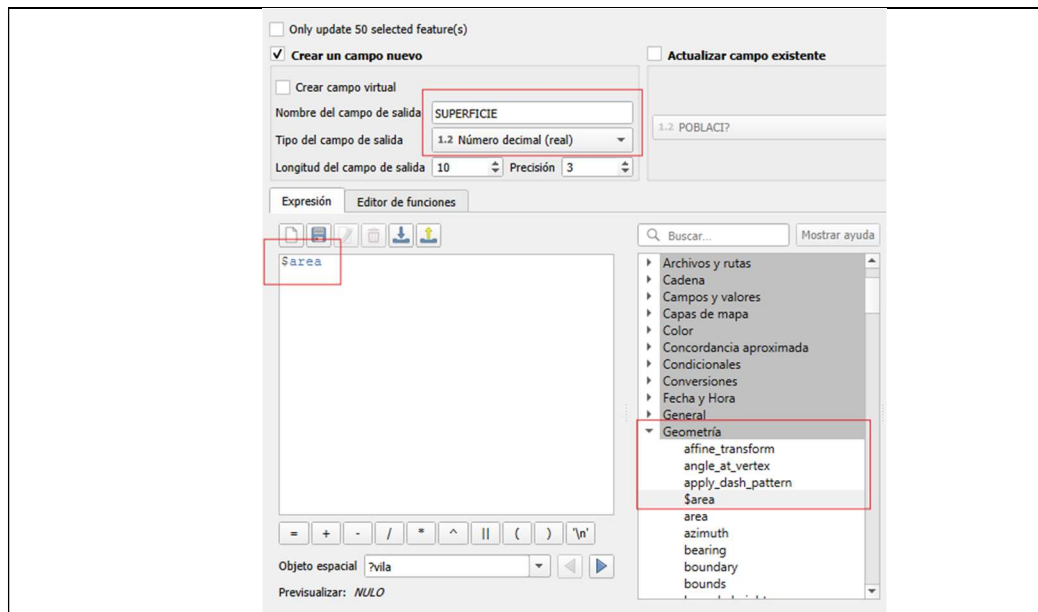 Only update 50 selected feature(s)
Crear un campo nuevo
Actualizar campo existente
Crear campo virtual
Nombre del campo de salida SUPERFICIE
Tipo del campo de salida 1.2 Número decimal (real)
1.2 POBLACI?
Longitud del campo de salida 10 Precisión 3
Expresión Editor de funciones
Buscar... Mostrar ayuda
$area
Archivos y rutas
Cadena
Campos y valores
Capas de mapa
Color
Concordancia aproximada
Condicionales
Conversiones
Fecha y Hora
General
Geometría
affine_transform
angle_at_vertex
apply_dash_pattern
$area
area
azimuth
bearing
boundary
bounds
= + - / * ^ || ( ) '\n'
Objeto espacial ?vila
Previsualizar: NULO